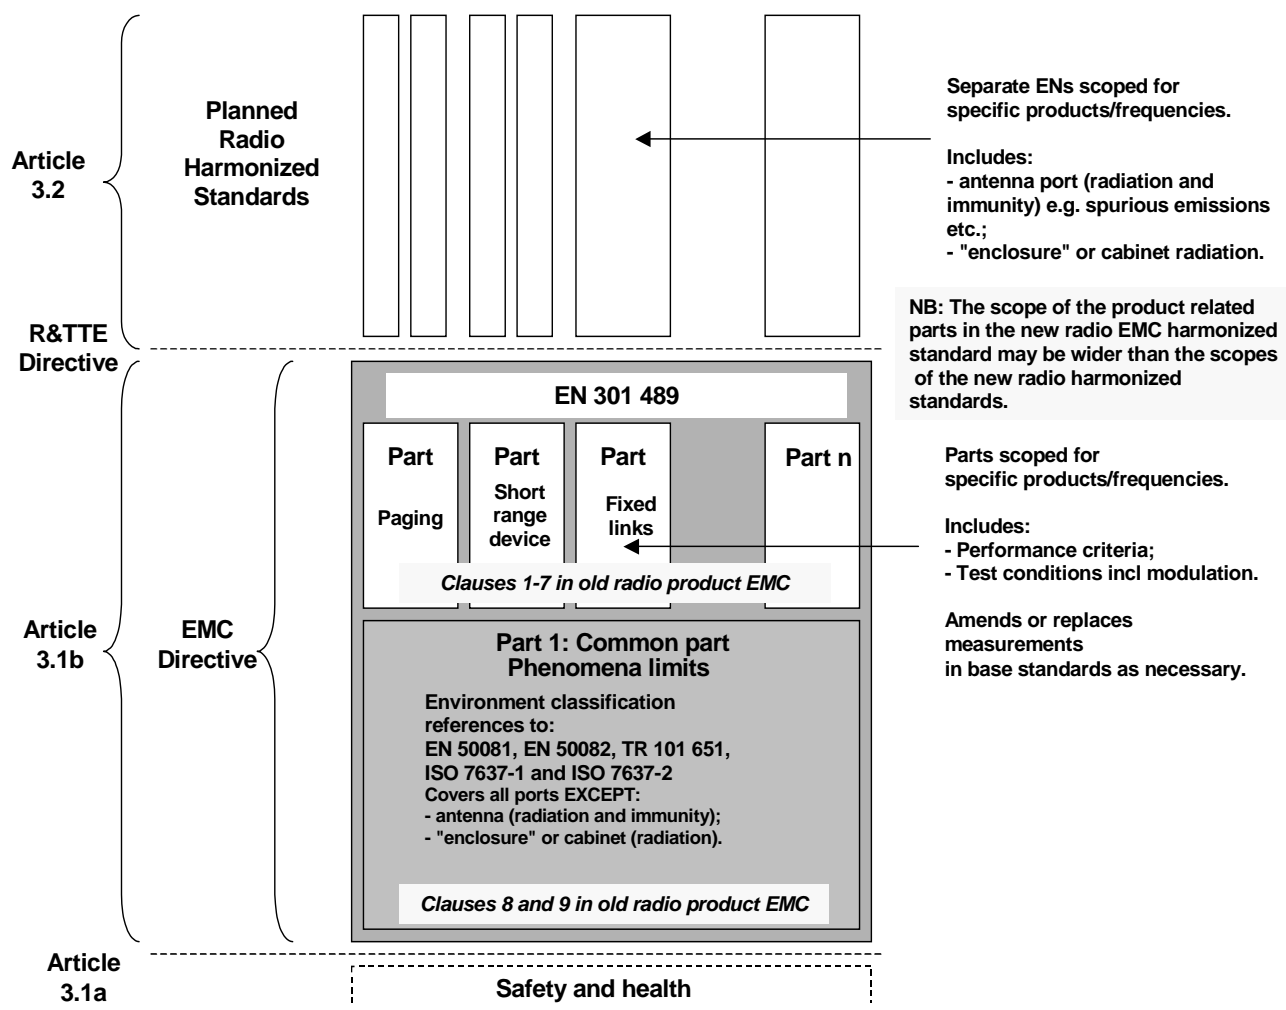 Planned
Radio
Harmonized
Standards
Article
3.2
Separate ENs scoped for
specific products/frequencies.
Includes:
- antenna port (radiation and
immunity) e.g. spurious emissions
etc.;
- "enclosure" or cabinet radiation.
R&TTE
Directive
NB: The scope of the product related
parts in the new radio EMC harmonized
standard may be wider than the scopes
of the new radio harmonized
standards.
EN 301 489
Part
Paging
Part
Short
range
device
Part
Fixed
links
Part n
Clauses 1-7 in old radio product EMC
Parts scoped for
specific products/frequencies.
Includes:
- Performance criteria;
- Test conditions incl modulation.
Amends or replaces
measurements
in base standards as necessary.
Article
3.1b
EMC
Directive
Part 1: Common part
Phenomena limits
Environment classification
references to:
EN 50081, EN 50082, TR 101 651,
ISO 7637-1 and ISO 7637-2
Covers all ports EXCEPT:
- antenna (radiation and immunity);
- "enclosure" or cabinet (radiation).
Clauses 8 and 9 in old radio product EMC
Article
3.1a
Safety and health